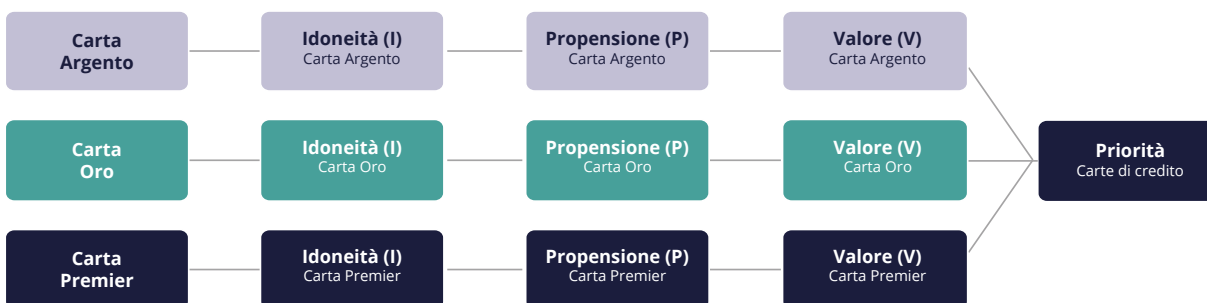 Carta
Argento
Idoneità (I)
Carta Argento
Propensione (P)
Carta Argento
Valore (V)
Carta Argento
Carta
Oro
Idoneità (I)
Carta Oro
Propensione (P)
Carta Oro
Valore (V)
Carta Oro
Priorità
Carte di credito
Carta
Premier
Idoneità (I)
Carta Premier
Propensione (P)
Carta Premier
Valore (V)
Carta Premier